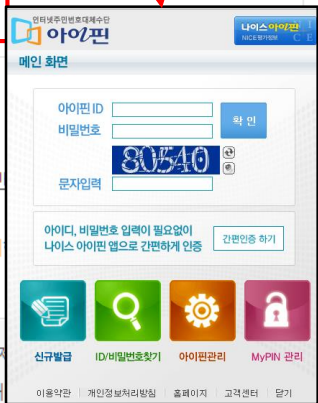 인터넷주민번호대체수단
아이핀
나이스아이핀
NICE평가정보
메인 화면
아이핀 ID
비밀번호
확 인
80540
문자입력
아이디, 비밀번호 입력이 필요없이
나이스 아이핀 앱으로 간편하게 인증
간편인증 하기
신규발급 ID/비밀번호찾기 아이핀관리 MyPIN 관리
이용약관 개인정보처리방침 홈페이지 고객센터 닫기